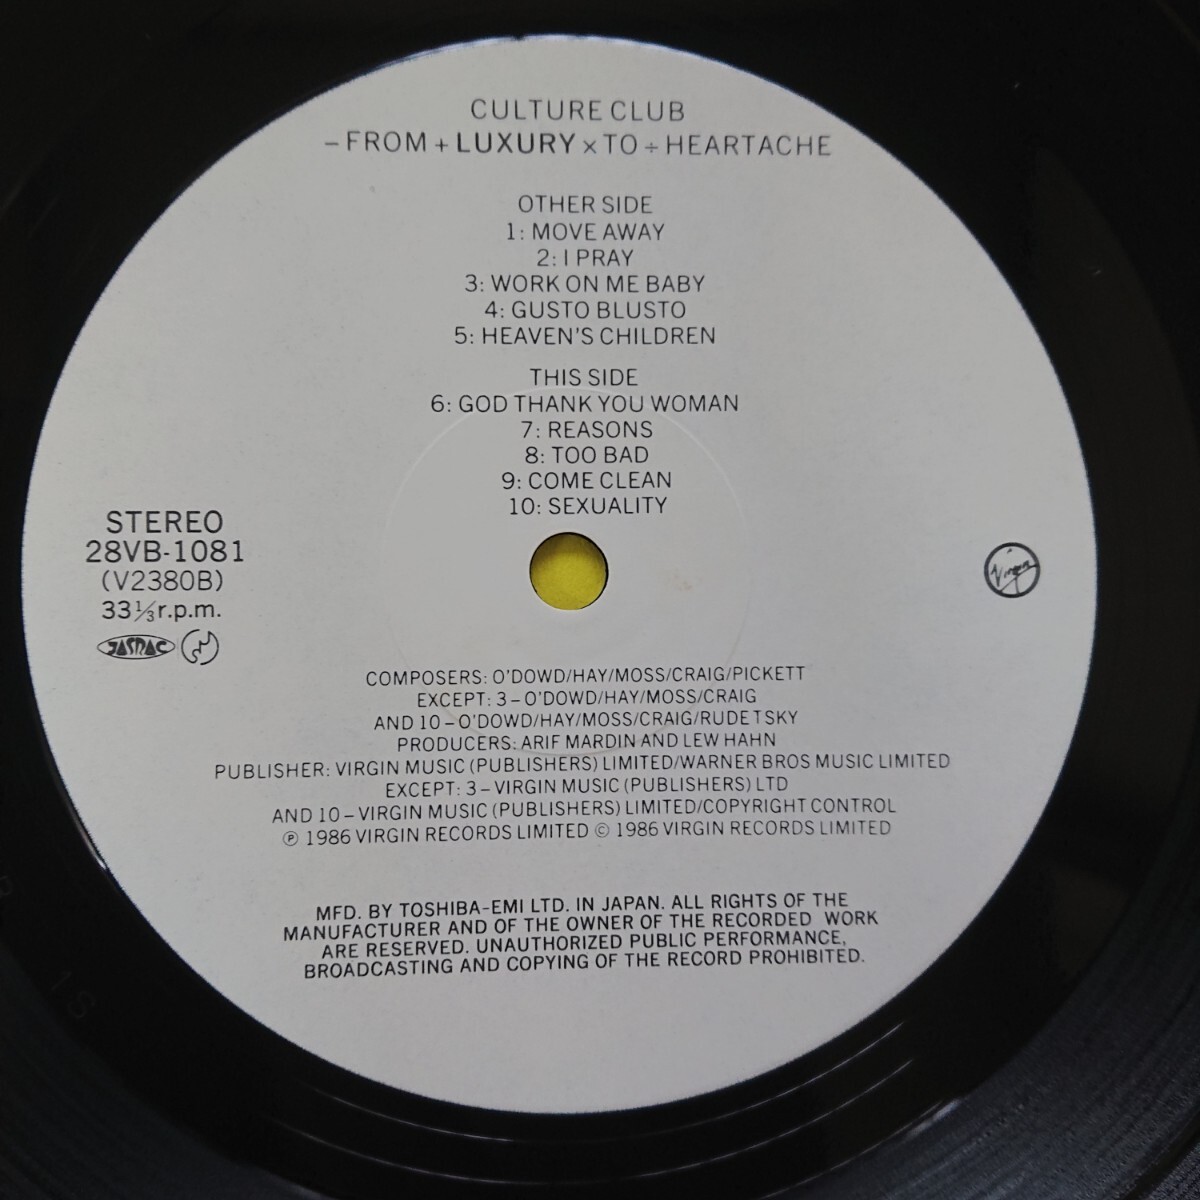 CULTURE CLUB
– FROM + LUXURY × TO ÷ HEARTACHE
OTHER SIDE
1: MOVE AWAY
2: I PRAY
3: WORK ON ME BABY
4: GUSTO BLUSTO
5: HEAVEN'S CHILDREN
THIS SIDE
6: GOD THANK YOU WOMAN
7: REASONS
8: TOO BAD
9: COME CLEAN
10: SEXUALITY
STEREO
28VB-1081
(V2380B)
33⅓ r.p.m.
JASRAC
Virgin
COMPOSERS: O'DOWD/HAY/MOSS/CRAIG/PICKETT
EXCEPT: 3 – O'DOWD/HAY/MOSS/CRAIG
AND 10 – O'DOWD/HAY/MOSS/CRAIG/RUDETSKY
PRODUCERS: ARIF MARDIN AND LEW HAHN
PUBLISHER: VIRGIN MUSIC (PUBLISHERS) LIMITED/WARNER BROS MUSIC LIMITED
EXCEPT: 3 – VIRGIN MUSIC (PUBLISHERS) LTD
AND 10 – VIRGIN MUSIC (PUBLISHERS) LIMITED/COPYRIGHT CONTROL
℗ 1986 VIRGIN RECORDS LIMITED © 1986 VIRGIN RECORDS LIMITED
MFD. BY TOSHIBA-EMI LTD. IN JAPAN. ALL RIGHTS OF THE
MANUFACTURER AND OF THE OWNER OF THE RECORDED WORK
ARE RESERVED. UNAUTHORIZED PUBLIC PERFORMANCE,
BROADCASTING AND COPYING OF THE RECORD PROHIBITED.